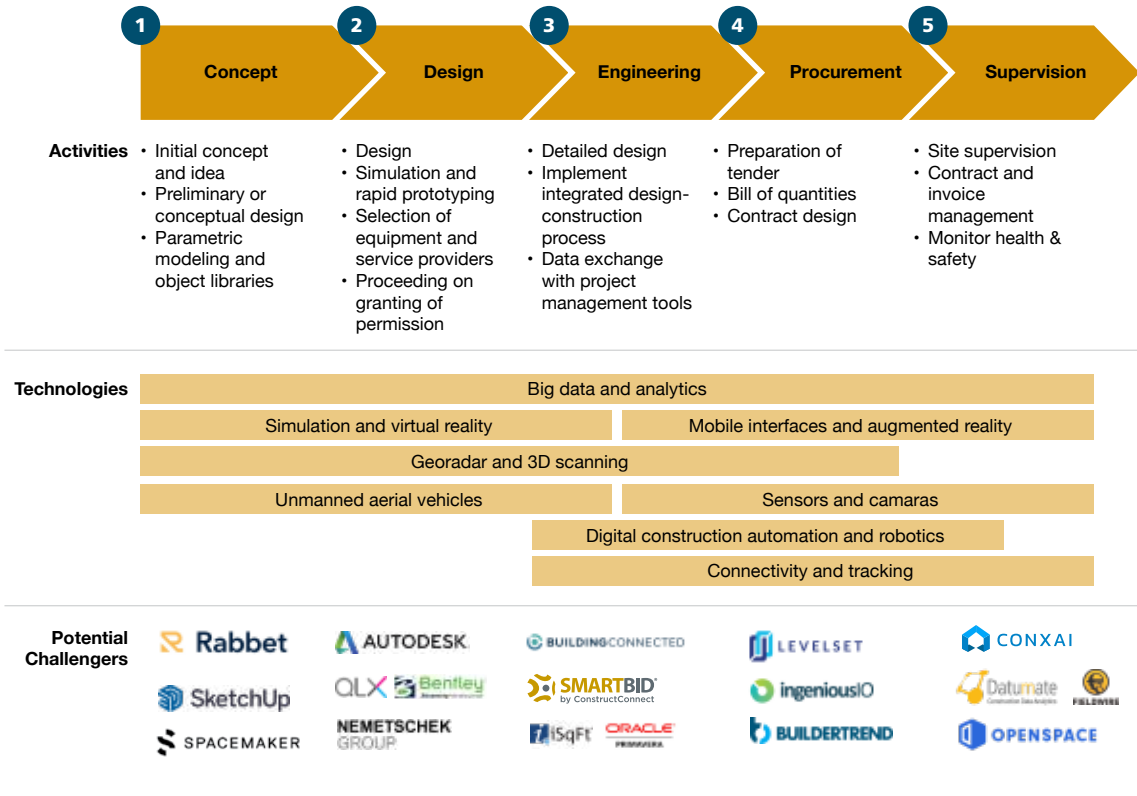 1
2
3
4
5
Concept
Design
Engineering
Procurement
Supervision
Activities
• Initial concept
and idea
• Preliminary or
conceptual design
• Parametric
modeling and
object libraries
• Design
• Simulation and
rapid prototyping
• Selection of
equipment and
service providers
• Proceeding on
granting of
permission
• Detailed design
• Implement
integrated design-
construction
process
• Data exchange
with project
management tools
• Preparation of
tender
• Bill of quantities
• Contract design
• Site supervision
• Contract and
invoice
management
• Monitor health &
safety
Technologies
Big data and analytics
Simulation and virtual reality
Mobile interfaces and augmented reality
Georadar and 3D scanning
Unmanned aerial vehicles
Sensors and camaras
Digital construction automation and robotics
Connectivity and tracking
Potential
Challengers
Rabbet
SketchUp
SPACEMAKER
AUTODESK
Bentley
NEMETSCHEK
GROUP
BUILDINGCONNECTED
SMARTBID
by ConstructConnect
iSqFt
ORACLE
PRIMAVERA
LEVELSET
ingeniousIO
BUILDERTREND
CONXAI
Datumate
Construction Data Analytics
FIELDWIRE
OPENSPACE